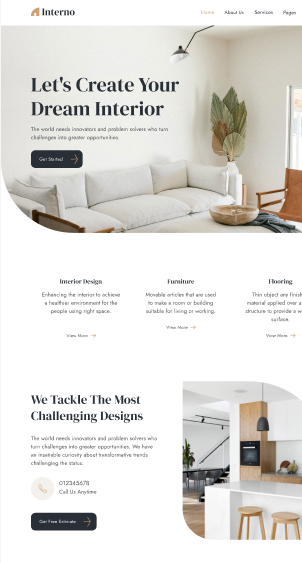 Interno
Home About Us Services Pages
Let's Create Your
Dream Interior
The world needs innovators and problem solvers who turn
challenging into greater opportunities.
Get Started
Interior Design
Enhancing the interior to achieve
a healthier environment for the
people using right space.
View More
Furniture
Movable articles that are used
to make a room or building
suitable for living or working.
View More
Flooring
Thin object any finish
material applied over a
structure to provide a w
surface.
View More
We Tackle The Most
Challenging Designs
The world needs innovators and problem solvers who
turn challenges into greater opportunities. We have
an insatiable curiosity about transformative trends
challenging the status.
012345678
Call Us Anytime
Get Free Estimate